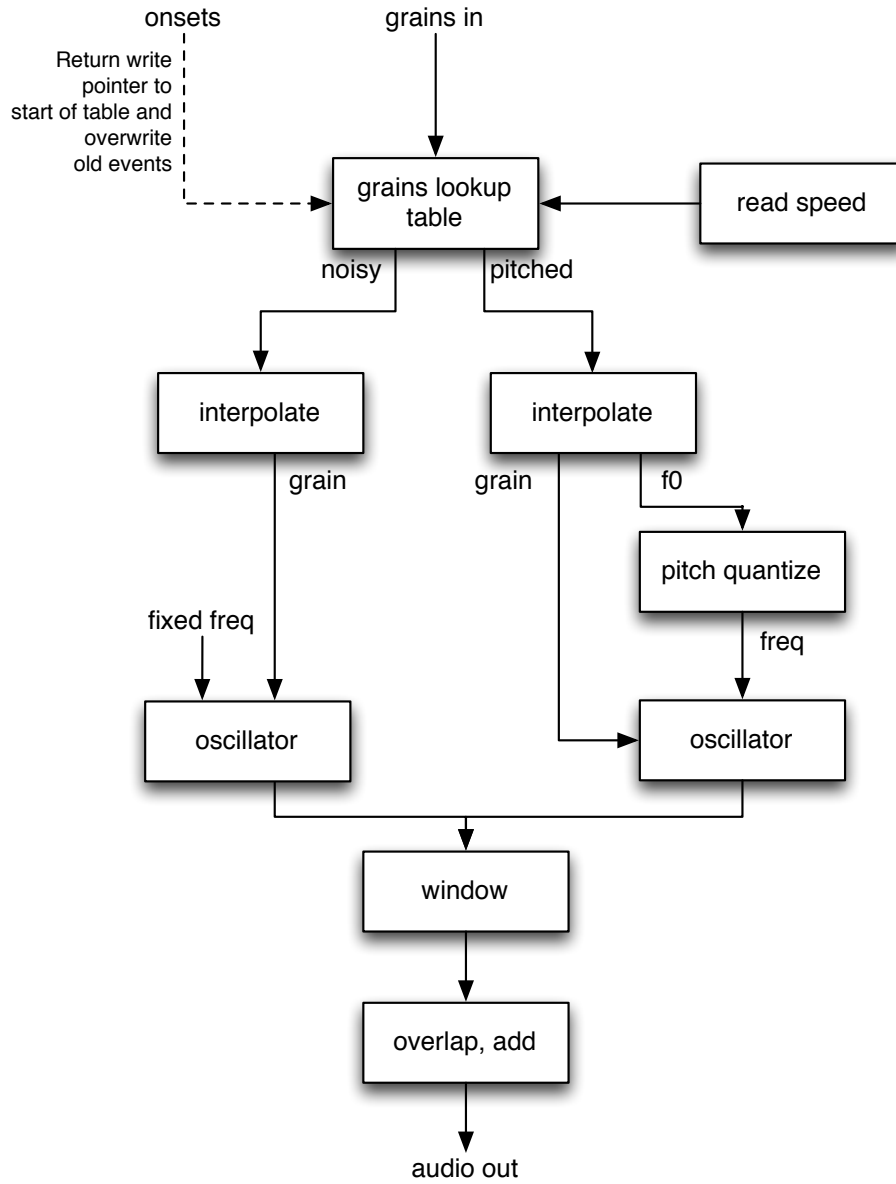 onsets
grains in
Return write
pointer to
start of table and
overwrite
old events
grains lookup
table
read speed
noisy
pitched
interpolate
interpolate
grain
grain
f0
pitch quantize
fixed freq
freq
oscillator
oscillator
window
overlap, add
audio out